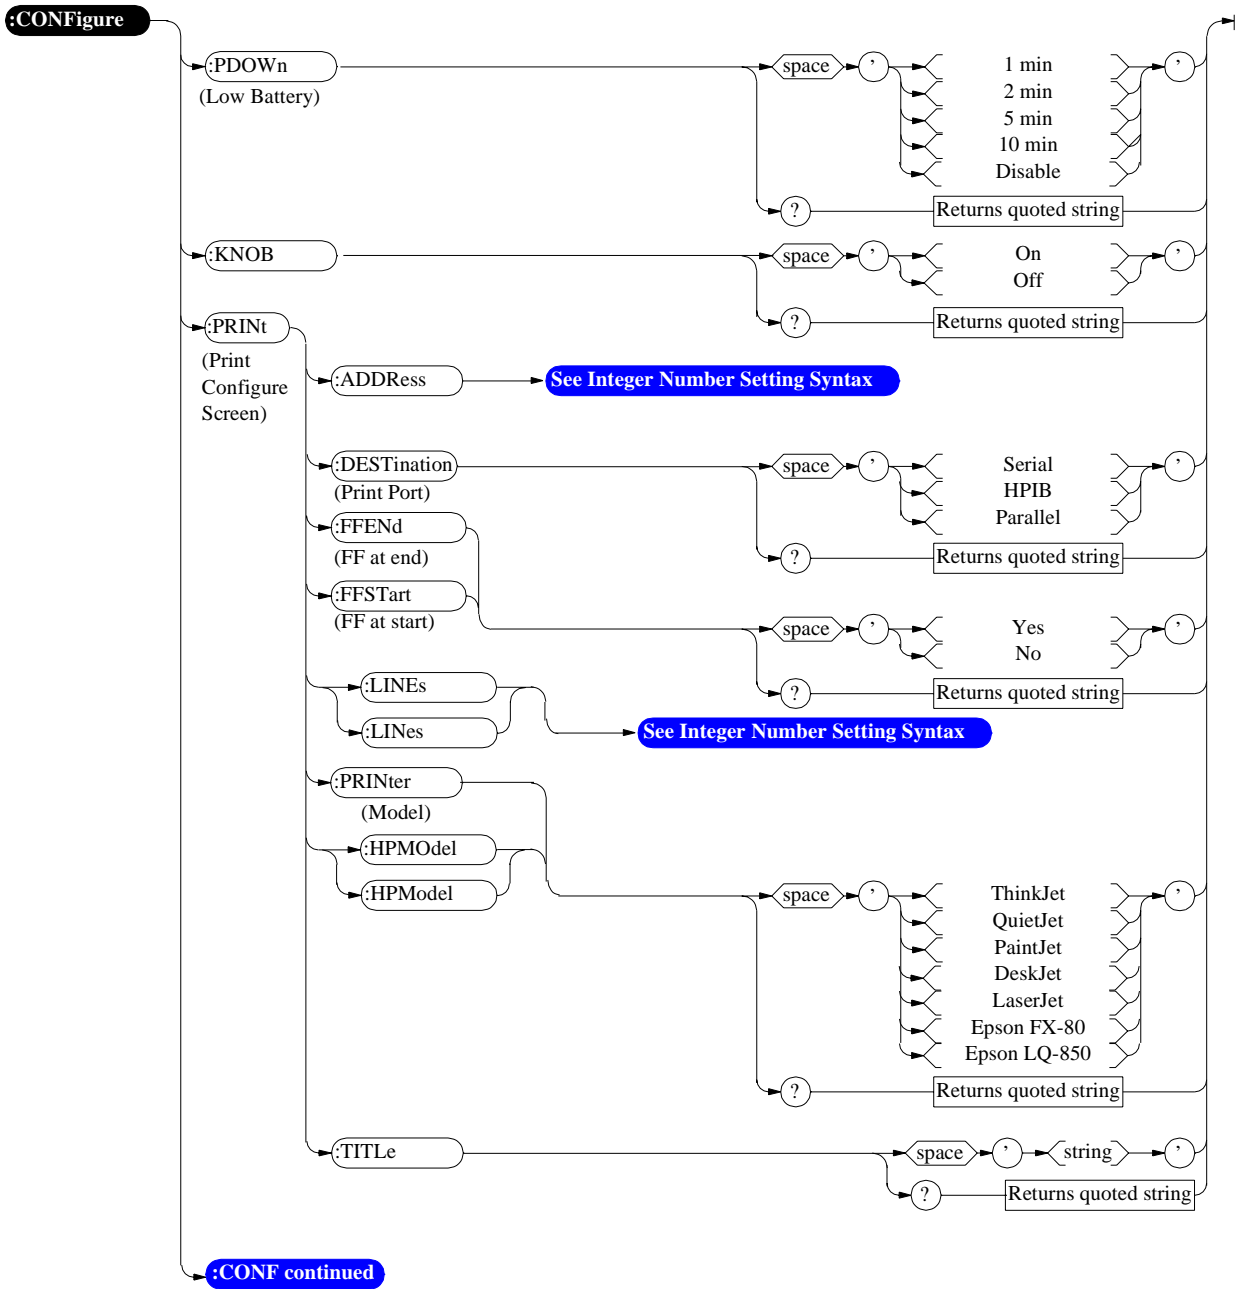 :CONFigure
:PDOWn space ' 1 min '
(Low Battery) 2 min
5 min
10 min
Disable
? Returns quoted string
:KNOB space ' On '
Off
? Returns quoted string
:PRINt
(Print
Configure
Screen)
:ADDRess See Integer Number Setting Syntax
:DESTination space ' Serial '
(Print Port) HPIB
Parallel
:FFENd
(FF at end) ? Returns quoted string
:FFSTart
(FF at start) space ' Yes '
No
:LINEs ? Returns quoted string
:LINes See Integer Number Setting Syntax
:PRINter
(Model)
:HPMOdel
:HPModel space ' ThinkJet '
QuietJet
PaintJet
DeskJet
LaserJet
Epson FX-80
Epson LQ-850
? Returns quoted string
:TITLe space ' string '
? Returns quoted string
:CONF continued